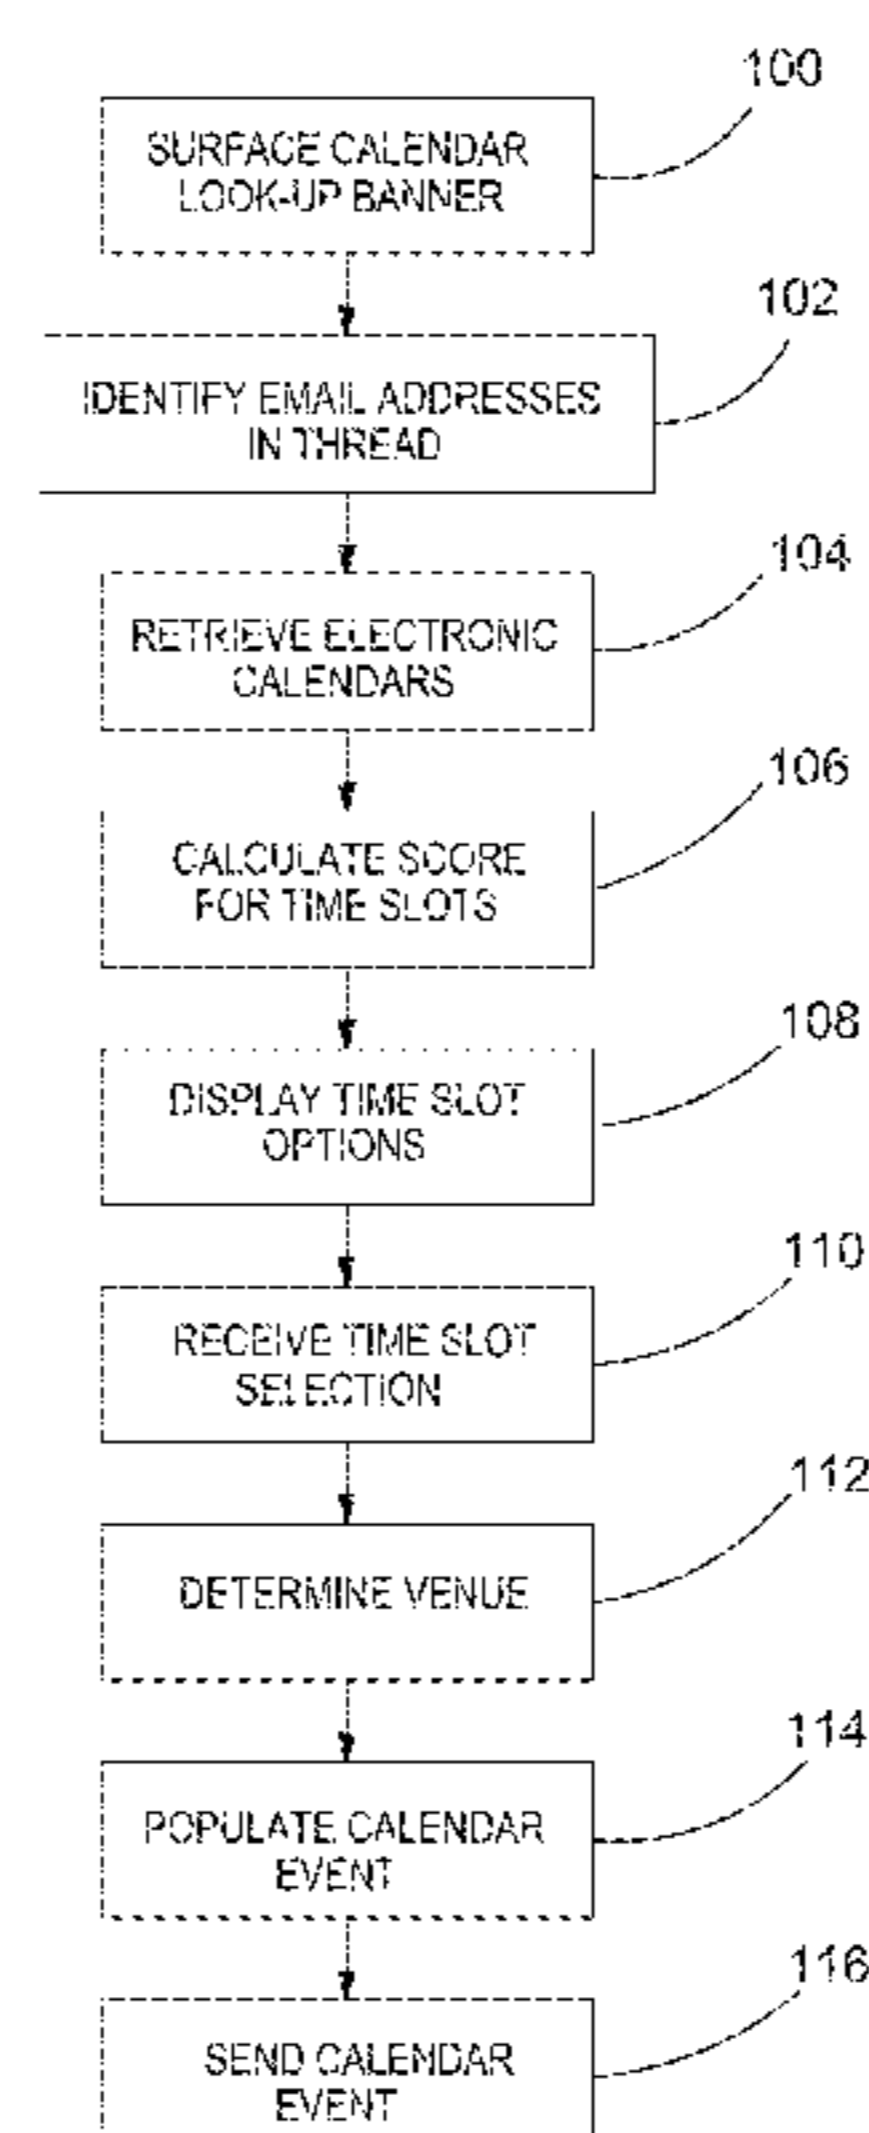 100
SURFACE CALENDAR
LOOK-UP BANNER
102
IDENTIFY EMAIL ADDRESSES
IN THREAD
104
RETRIEVE ELECTRONIC
CALENDARS
106
CALCULATE SCORE
FOR TIME SLOTS
108
DISPLAY TIME SLOT
OPTIONS
110
RECEIVE TIME SLOT
SELECTION
112
DETERMINE VENUE
114
POPULATE CALENDAR
EVENT
116
SEND CALENDAR
EVENT